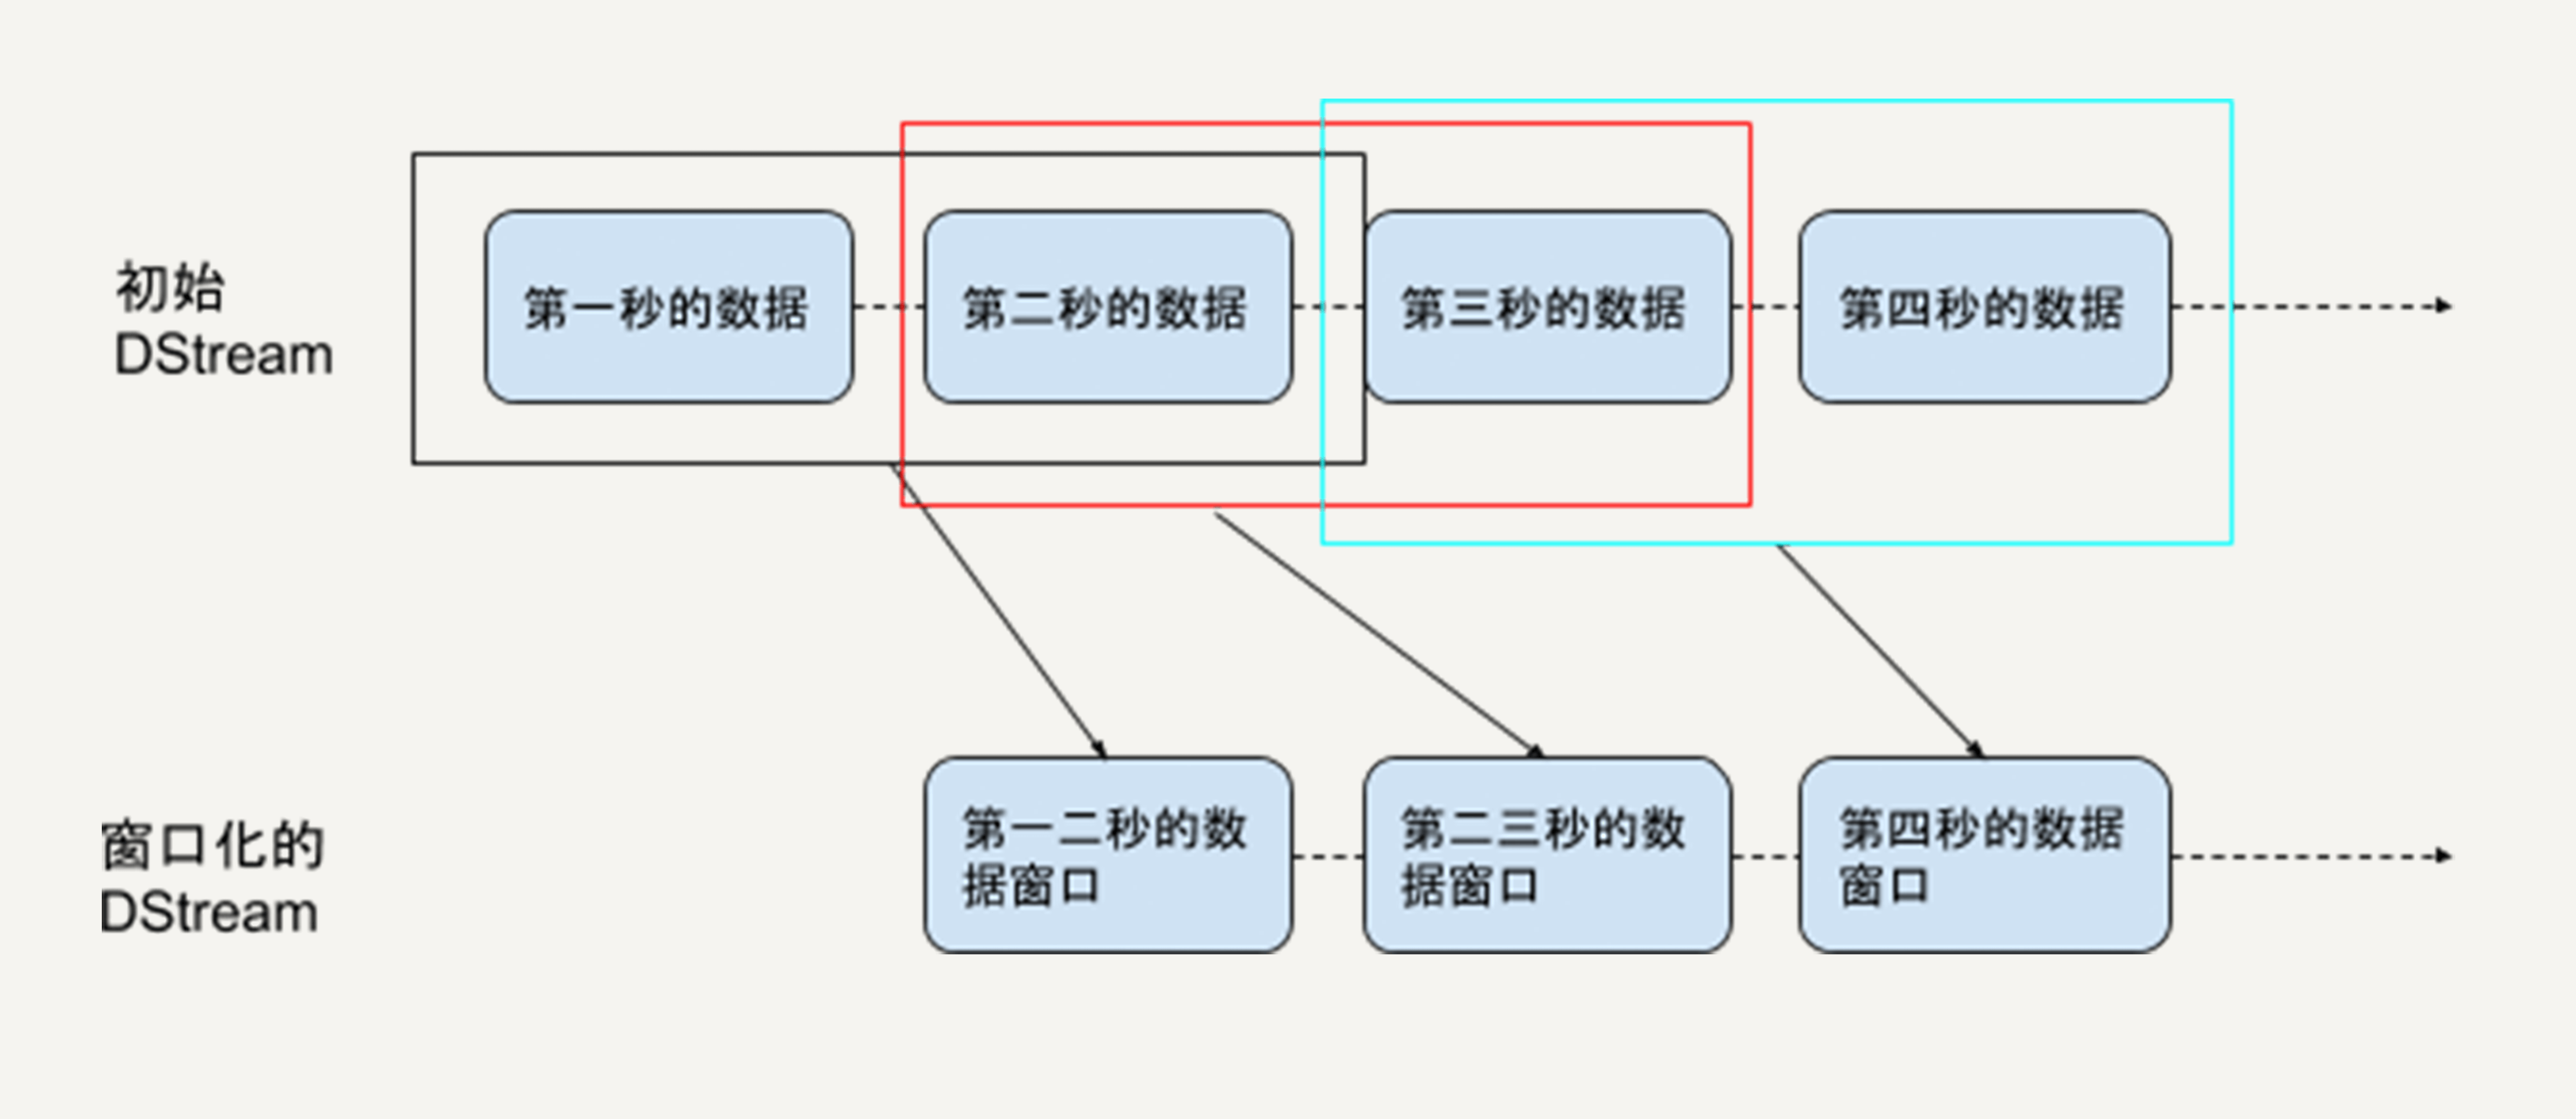 初始
DStream
第一秒的数据
第二秒的数据
第三秒的数据
第四秒的数据
窗口化的
DStream
第一二秒的数
据窗口
第二三秒的数
据窗口
第四秒的数据
窗口